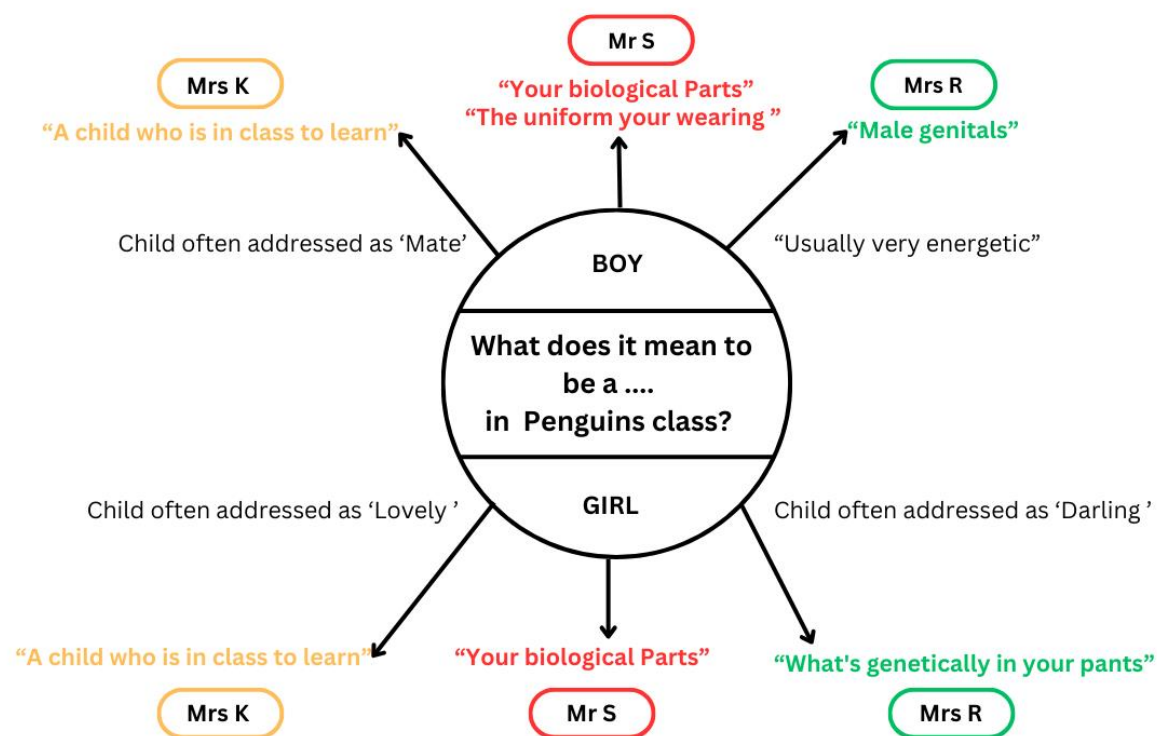 Mr S
“Your biological Parts”
“The uniform your wearing ”
Mrs K
“A child who is in class to learn”
Mrs R
“Male genitals”
Child often addressed as ‘Mate’
“Usually very energetic”
BOY
What does it mean to
be a ....
in Penguins class?
GIRL
Child often addressed as ‘Lovely ’
Child often addressed as ‘Darling ’
“A child who is in class to learn”
Mrs K
“Your biological Parts”
Mr S
“What's genetically in your pants”
Mrs R